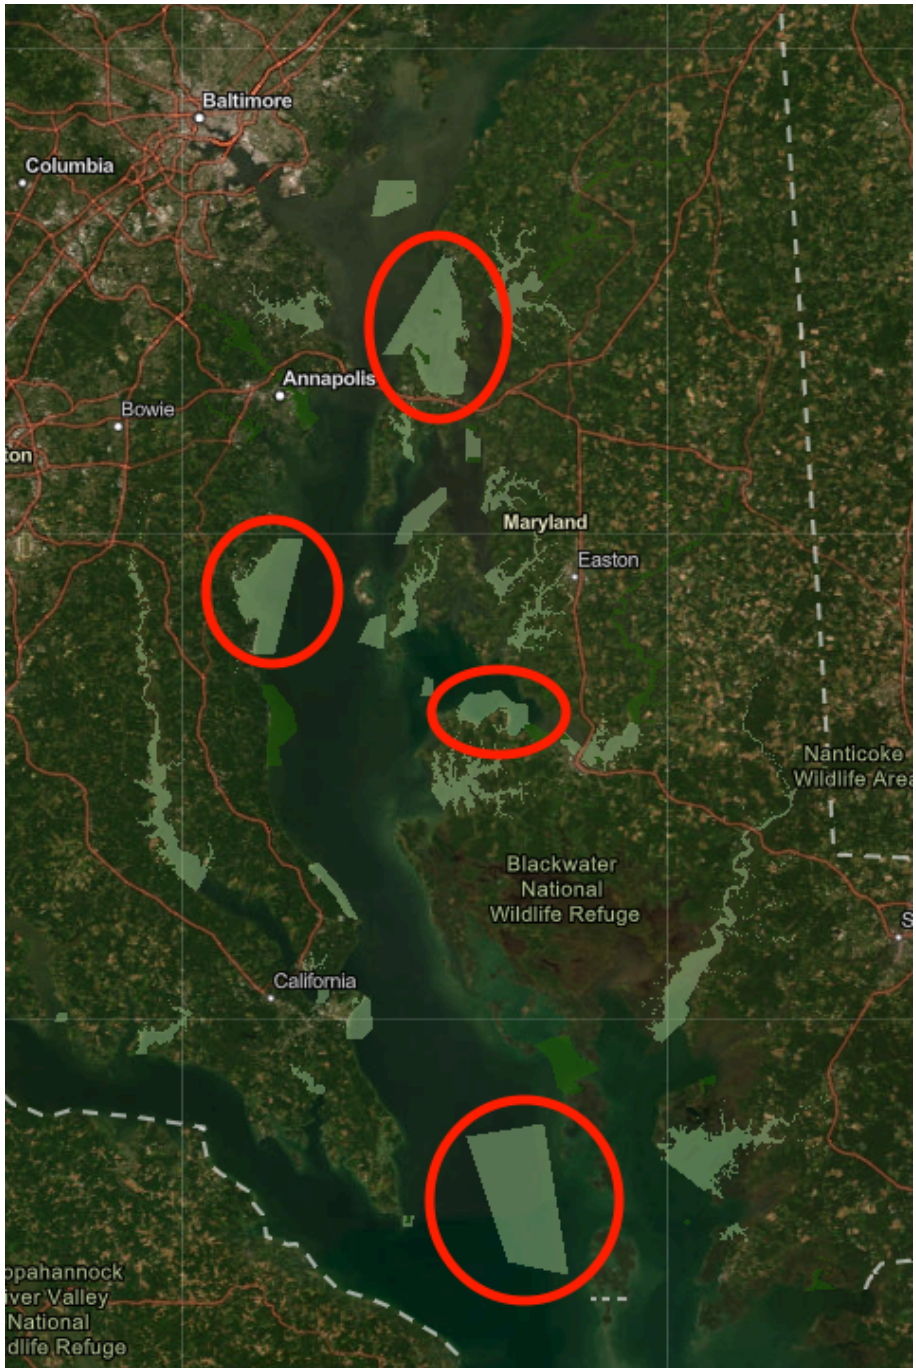 Baltimore
Columbia
Annapolis
Bowie
ton
Maryland
Easton
Nanticoke
Wildlife Area
Blackwater
National
Wildlife Refuge
S
California
opahannock
iver Valley
National
dlife Refuge